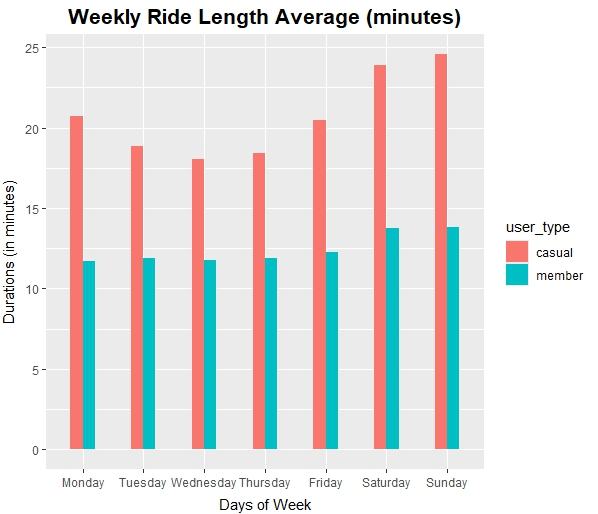 Weekly Ride Length Average (minutes)
25
20
15
10
5
0
Durations (in minutes)
Monday Tuesday Wednesday Thursday Friday Saturday Sunday
Days of Week
user_type
casual
member